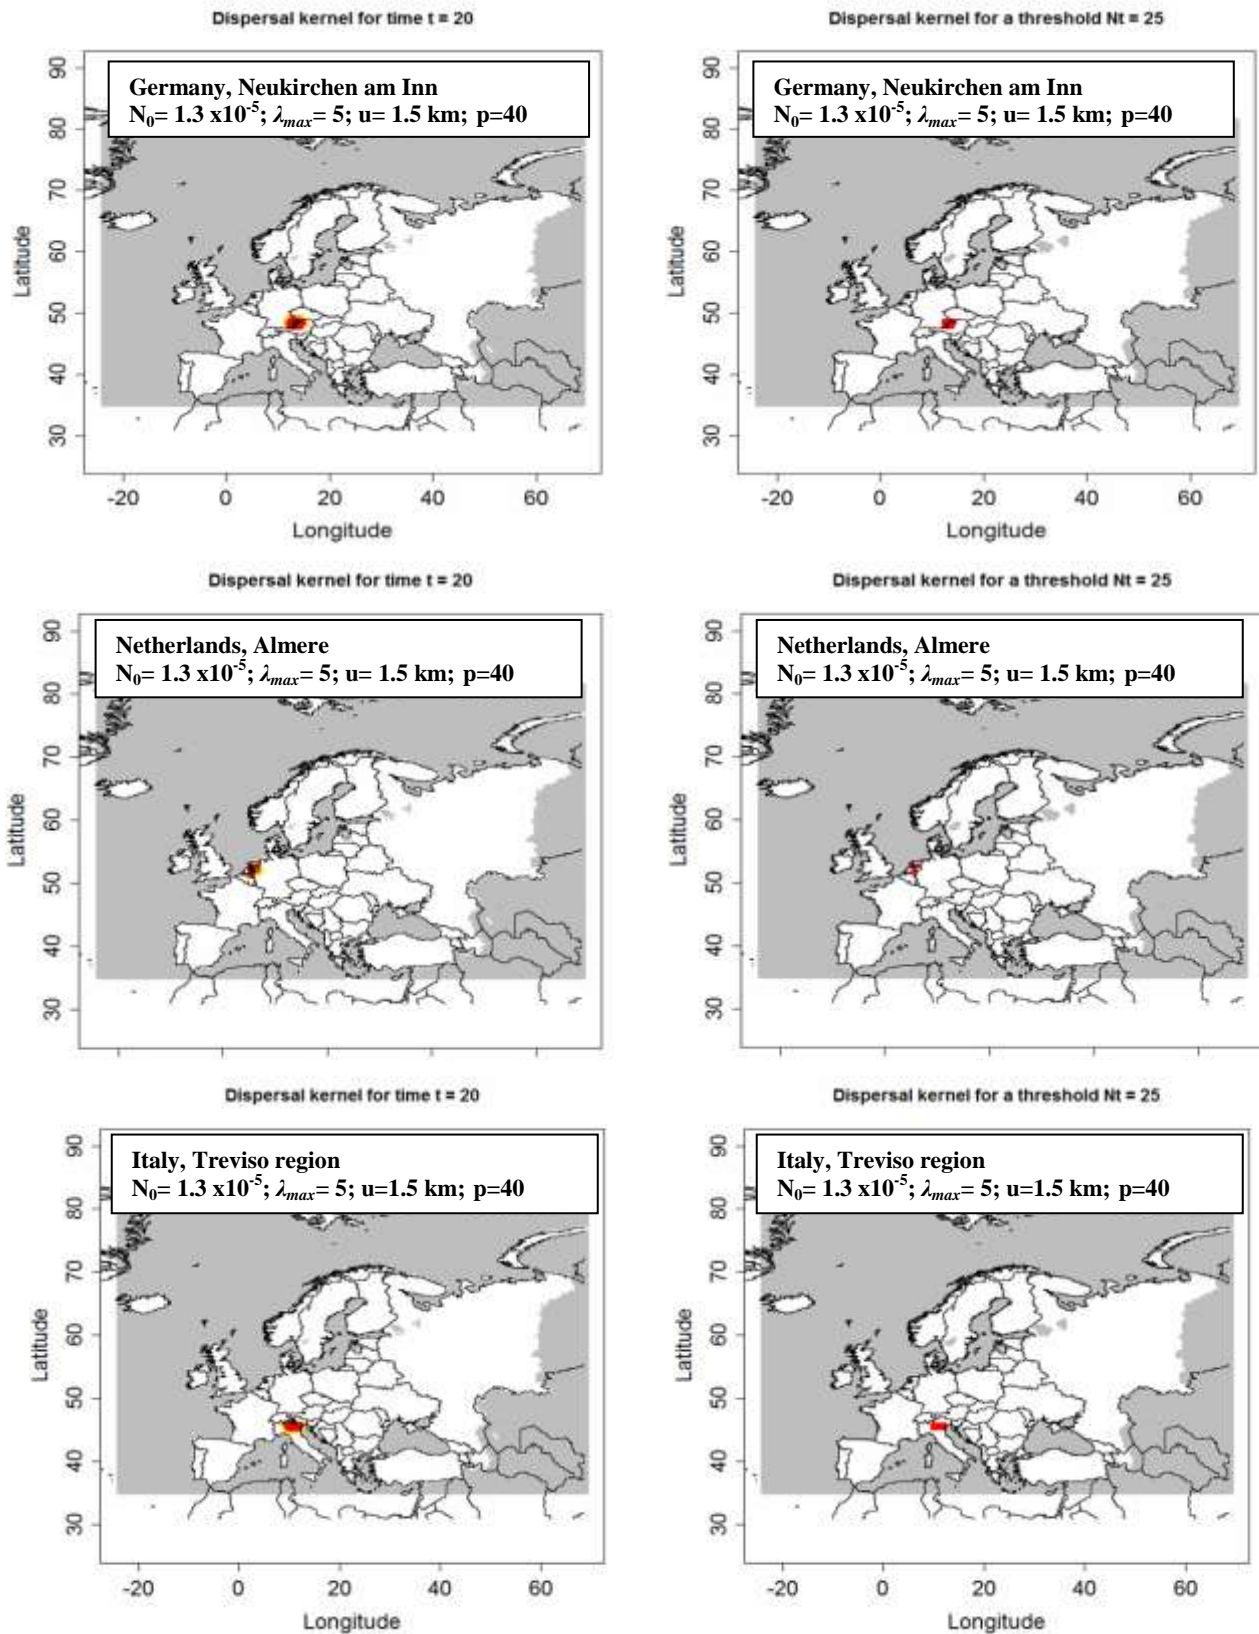 Dispersal kernel for time t = 20
Germany, Neukirchen am Inn
N₀= 1.3 x10⁻⁵; λmax= 5; u= 1.5 km; p=40
90
80
70
60
50
40
30
Latitude
-20 0 20 40 60
Longitude
Dispersal kernel for a threshold Nt = 25
Germany, Neukirchen am Inn
N₀= 1.3 x10⁻⁵; λmax= 5; u= 1.5 km; p=40
90
80
70
60
50
40
30
Latitude
-20 0 20 40 60
Longitude
Dispersal kernel for time t = 20
Netherlands, Almere
N₀= 1.3 x10⁻⁵; λmax= 5; u= 1.5 km; p=40
90
80
70
60
50
40
30
Latitude
Dispersal kernel for a threshold Nt = 25
Netherlands, Almere
N₀= 1.3 x10⁻⁵; λmax= 5; u= 1.5 km; p=40
90
80
70
60
50
40
30
Latitude
Dispersal kernel for time t = 20
Italy, Treviso region
N₀= 1.3 x10⁻⁵; λmax= 5; u=1.5 km; p=40
90
80
70
60
50
40
30
Latitude
-20 0 20 40 60
Longitude
Dispersal kernel for a threshold Nt = 25
Italy, Treviso region
N₀= 1.3 x10⁻⁵; λmax= 5; u=1.5 km; p=40
90
80
70
60
50
40
30
Latitude
-20 0 20 40 60
Longitude